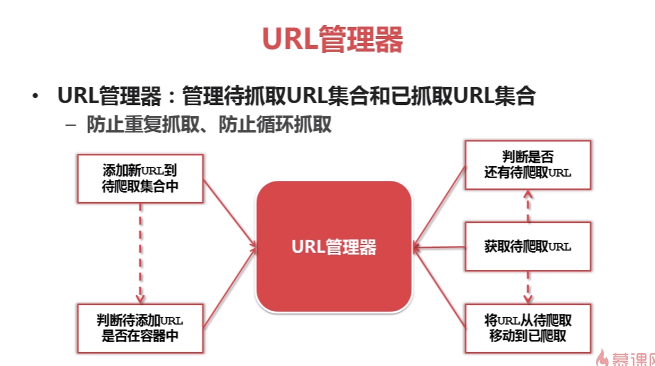 URL管理器
• URL管理器：管理待抓取URL集合和已抓取URL集合
– 防止重复抓取、防止循环抓取
添加新URL到
待爬取集合中
判断待添加URL
是否在容器中
URL管理器
判断是否
还有待爬取URL
获取待爬取URL
将URL从待爬取
移动到已爬取
慕课网